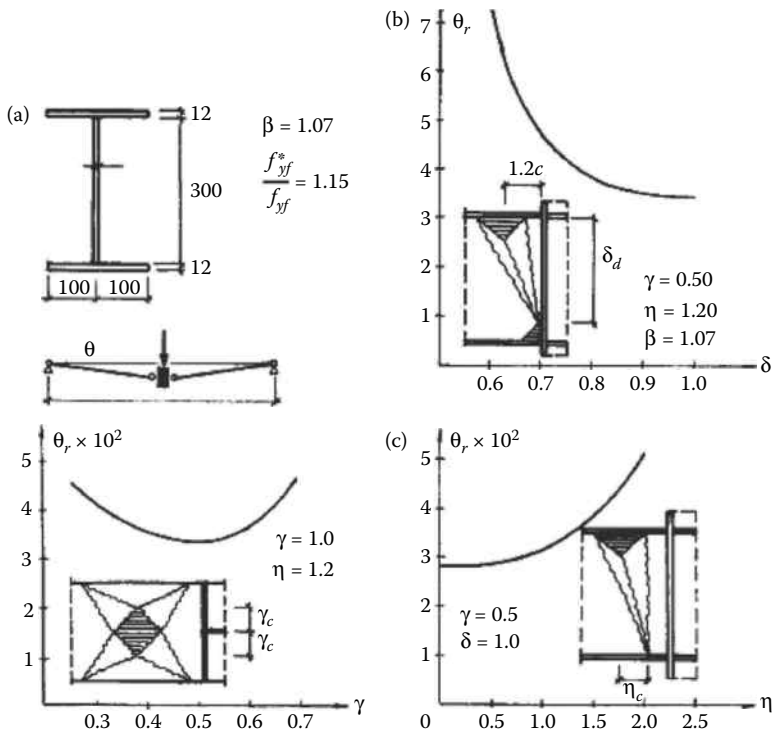 (a)
12
300
12
100 100
β = 1.07
f*yf
fyf
= 1.15
θ
θr × 10²
5
4
3
2
1
γ = 1.0
η = 1.2
γc
γc
0.3 0.4 0.5 0.6 0.7 γ
(b)
θr
7
6
5
4
3
2
1
1.2c
δd
γ = 0.50
η = 1.20
β = 1.07
0.6 0.7 0.8 0.9 1.0 δ
(c)
θr × 10²
5
4
3
2
1
γ = 0.5
δ = 1.0
ηc
0 0.5 1.0 1.5 2.0 2.5 η